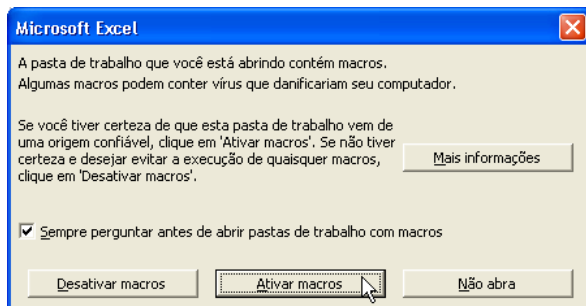 Microsoft Excel
A pasta de trabalho que você está abrindo contém macros.
Algumas macros podem conter vírus que danificariam seu computador.
Se você tiver certeza de que esta pasta de trabalho vem de
uma origem confiável, clique em 'Ativar macros'. Se não tiver
certeza e desejar evitar a execução de quaisquer macros,
clique em 'Desativar macros'.
Mais informações
Sempre perguntar antes de abrir pastas de trabalho com macros
Desativar macros
Ativar macros
Não abra